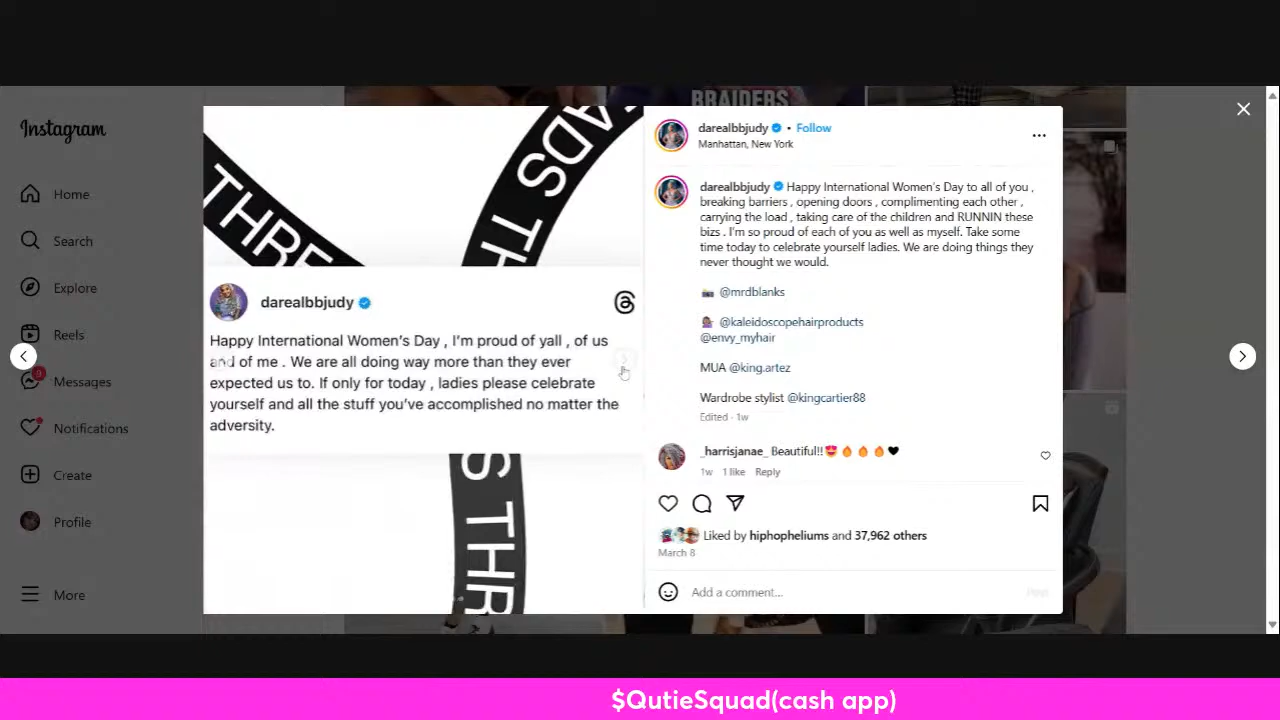 BRAIDERS
Instagram
Home
Search
Explore
Reels
9
Messages
Notifications
Create
Profile
More
ADS TH
THRE
darealbbjudy
Happy International Women's Day , I'm proud of yall , of us
and of me . We are all doing way more than they ever
expected us to. If only for today , ladies please celebrate
yourself and all the stuff you've accomplished no matter the
adversity.
S THR
darealbbjudy • Follow
Manhattan, New York
darealbbjudy Happy International Women's Day to all of you ,
breaking barriers , opening doors , complimenting each other ,
carrying the load , taking care of the children and RUNNIN these
bizs . I'm so proud of each of you as well as myself. Take some
time today to celebrate yourself ladies. We are doing things they
never thought we would.
📸 @mrdblanks
💇🏽‍♀️ @kaleidoscopehairproducts
@envy_myhair
MUA @king.artez
Wardrobe stylist @kingcartier88
Edited · 1w
_harrisjanae_ Beautiful!!😍🔥🔥🔥🖤
1w 1 like Reply
Liked by hiphopheliums and 37,962 others
March 8
Add a comment...
Post
$QutieSquad(cash app)